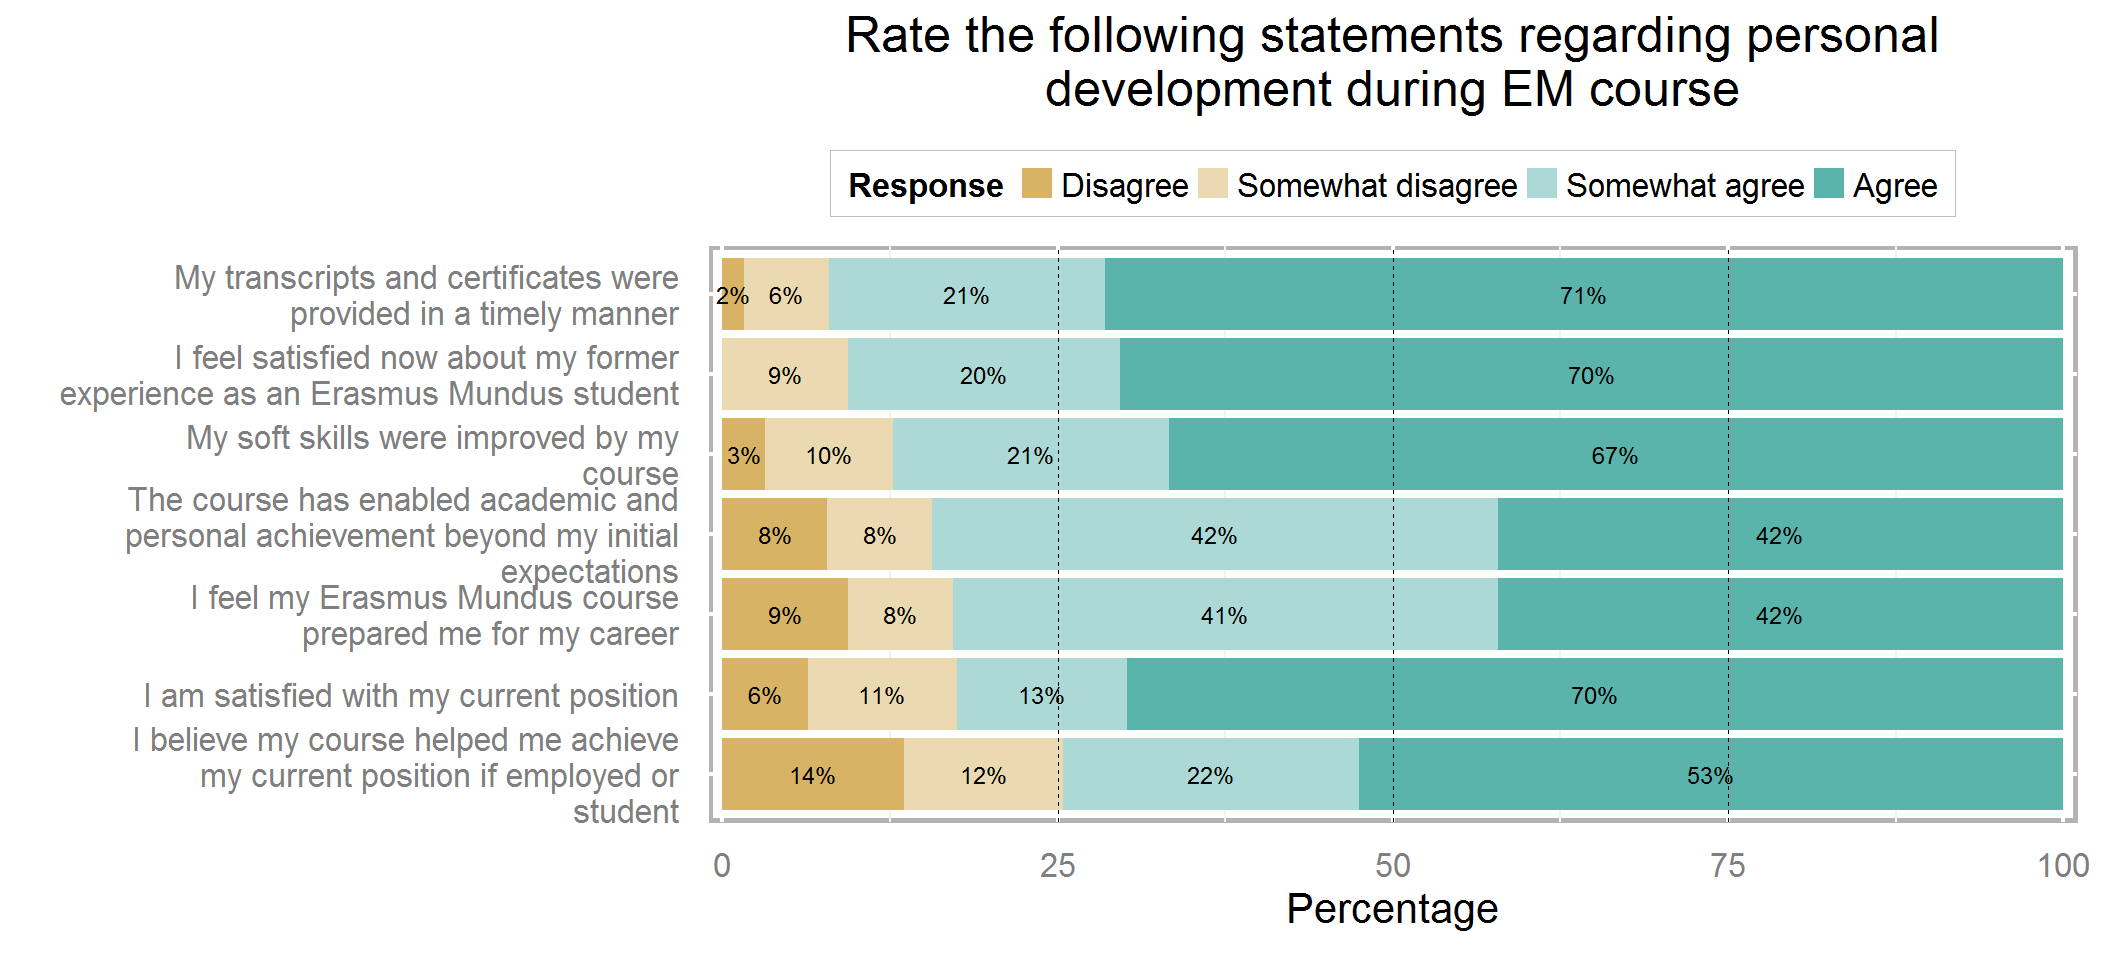 Rate the following statements regarding personal
development during EM course
Response Disagree Somewhat disagree Somewhat agree Agree
My transcripts and certificates were
provided in a timely manner
2% 6% 21% 71%
I feel satisfied now about my former
experience as an Erasmus Mundus student
9% 20% 70%
My soft skills were improved by my
course
3% 10% 21% 67%
The course has enabled academic and
personal achievement beyond my initial
expectations
8% 8% 42% 42%
I feel my Erasmus Mundus course
prepared me for my career
9% 8% 41% 42%
I am satisfied with my current position
6% 11% 13% 70%
I believe my course helped me achieve
my current position if employed or
student
14% 12% 22% 53%
0 25 50 75 100
Percentage